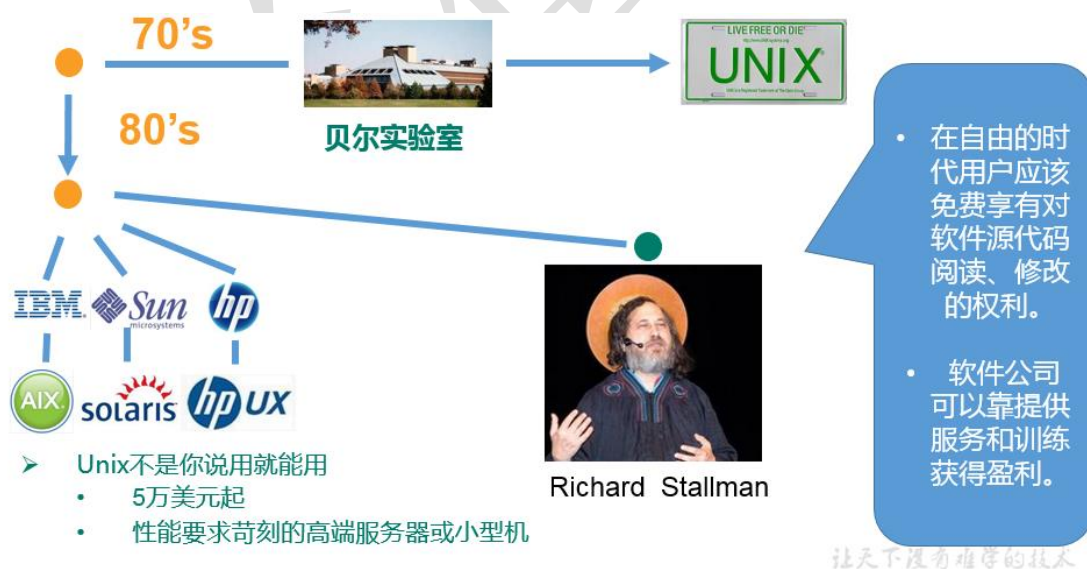 70's
LIVE FREE OR DIE
UNIX
贝尔实验室
80's
IBM.
Sun
microsystems
hp
AIX
solaris
hp UX
➢ Unix不是你说用就能用
• 5万美元起
• 性能要求苛刻的高端服务器或小型机
Richard Stallman
• 在自由的时
代用户应该
免费享有对
软件源代码
阅读、修改
的权利。
• 软件公司
可以靠提供
服务和训练
获得盈利。
让天下没有难学的技术